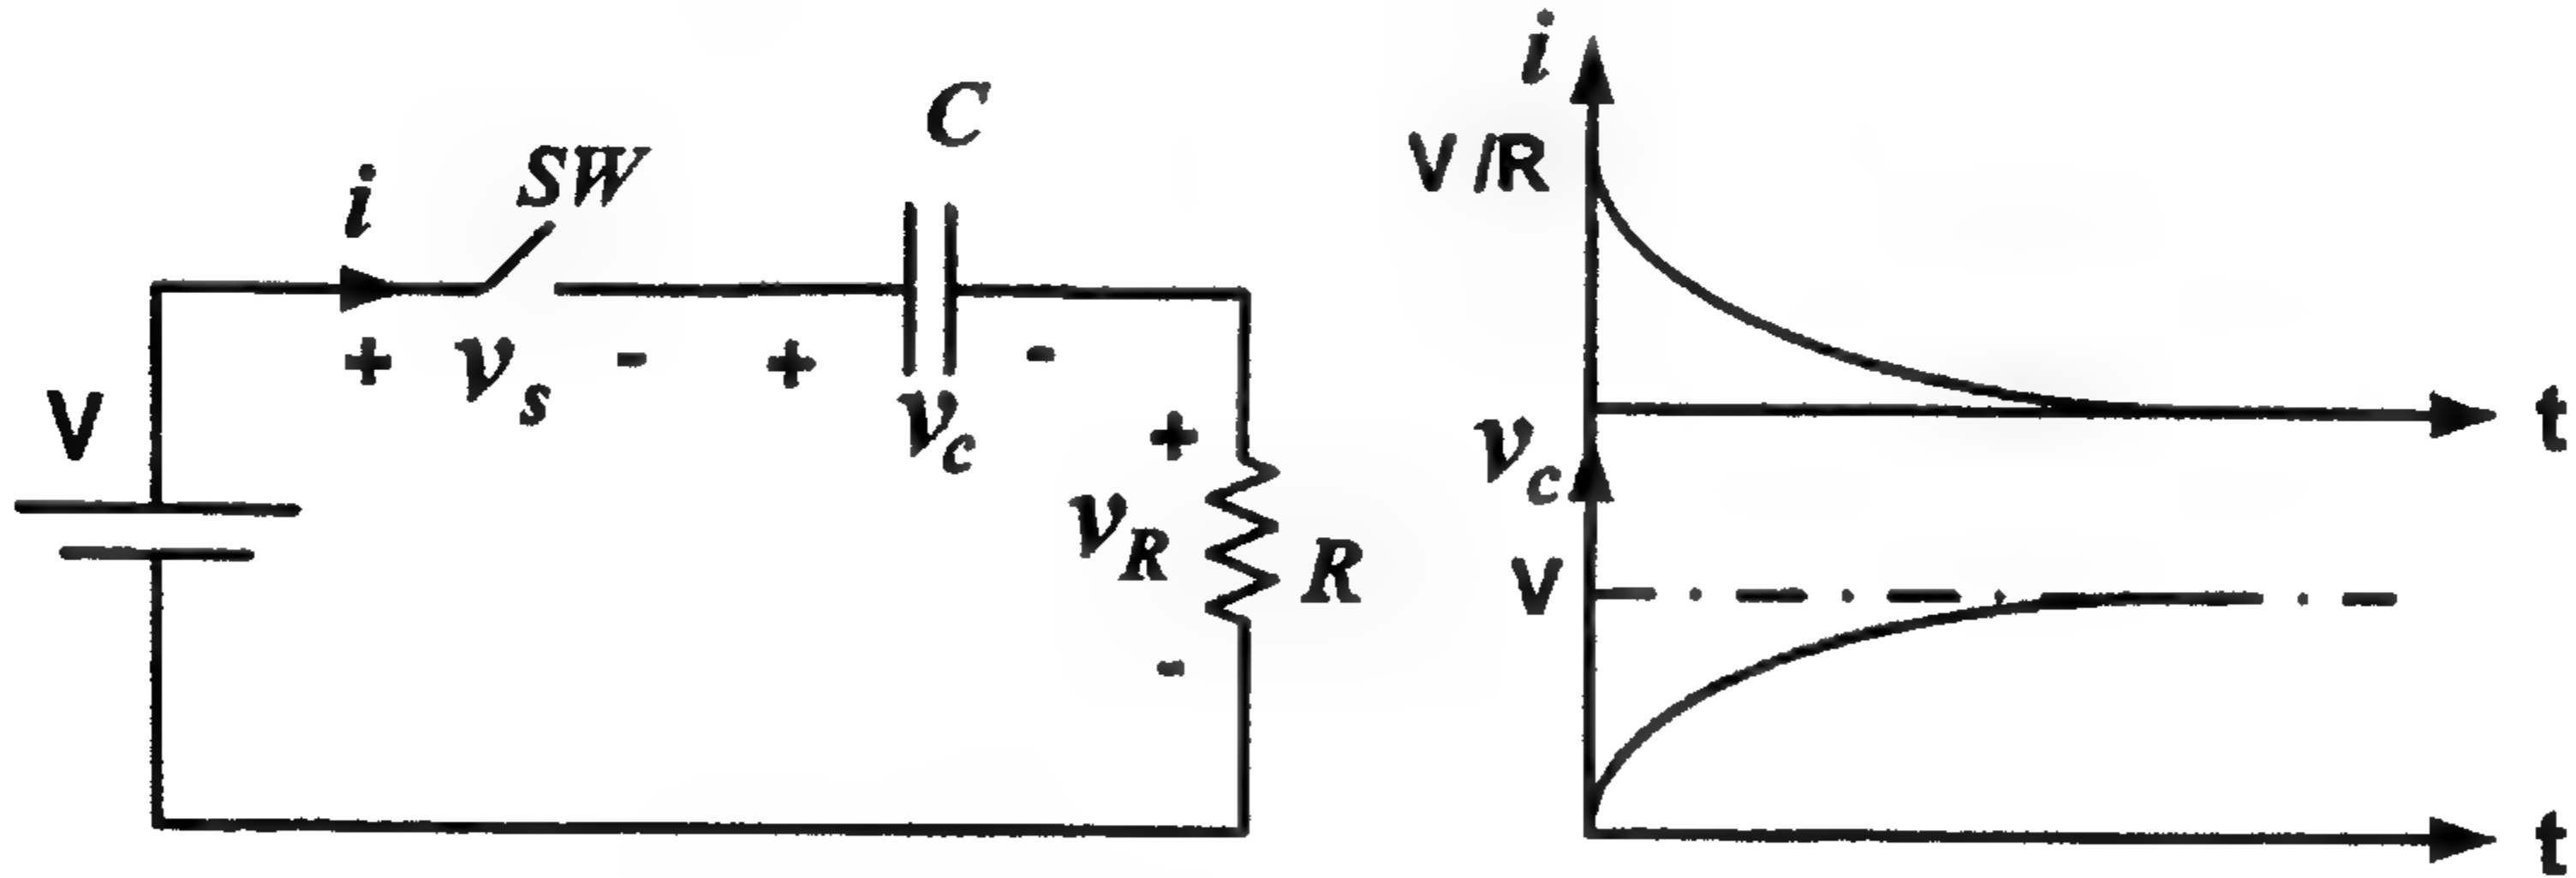 i
SW
C
+ v_s - + v_c -
V
+
v_R
-
R
i
V/R
t
v_c
V
t